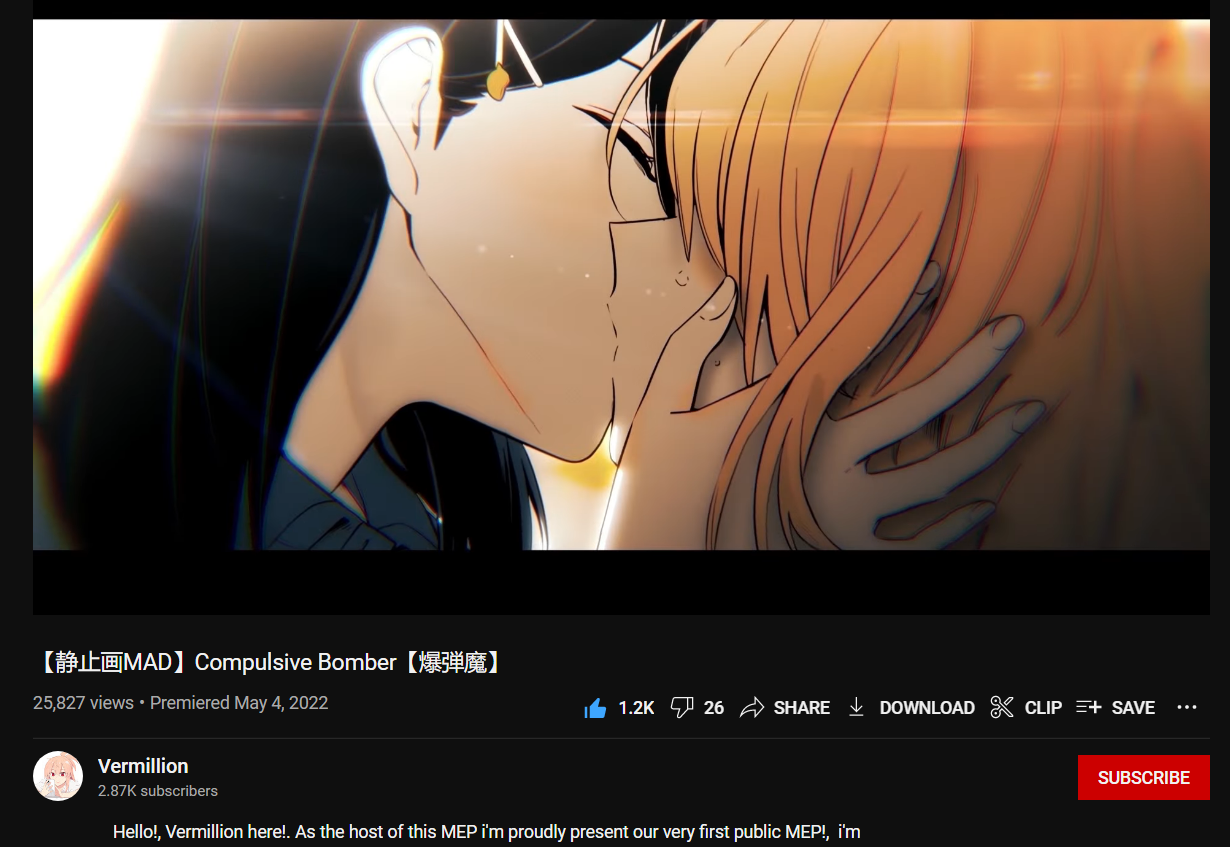 【静止画MAD】Compulsive Bomber【爆弾魔】
25,827 views • Premiered May 4, 2022
1.2K 26 SHARE DOWNLOAD CLIP SAVE
Vermillion
2.87K subscribers
SUBSCRIBE
Hello!, Vermillion here!. As the host of this MEP i'm proudly present our very first public MEP!, i'm